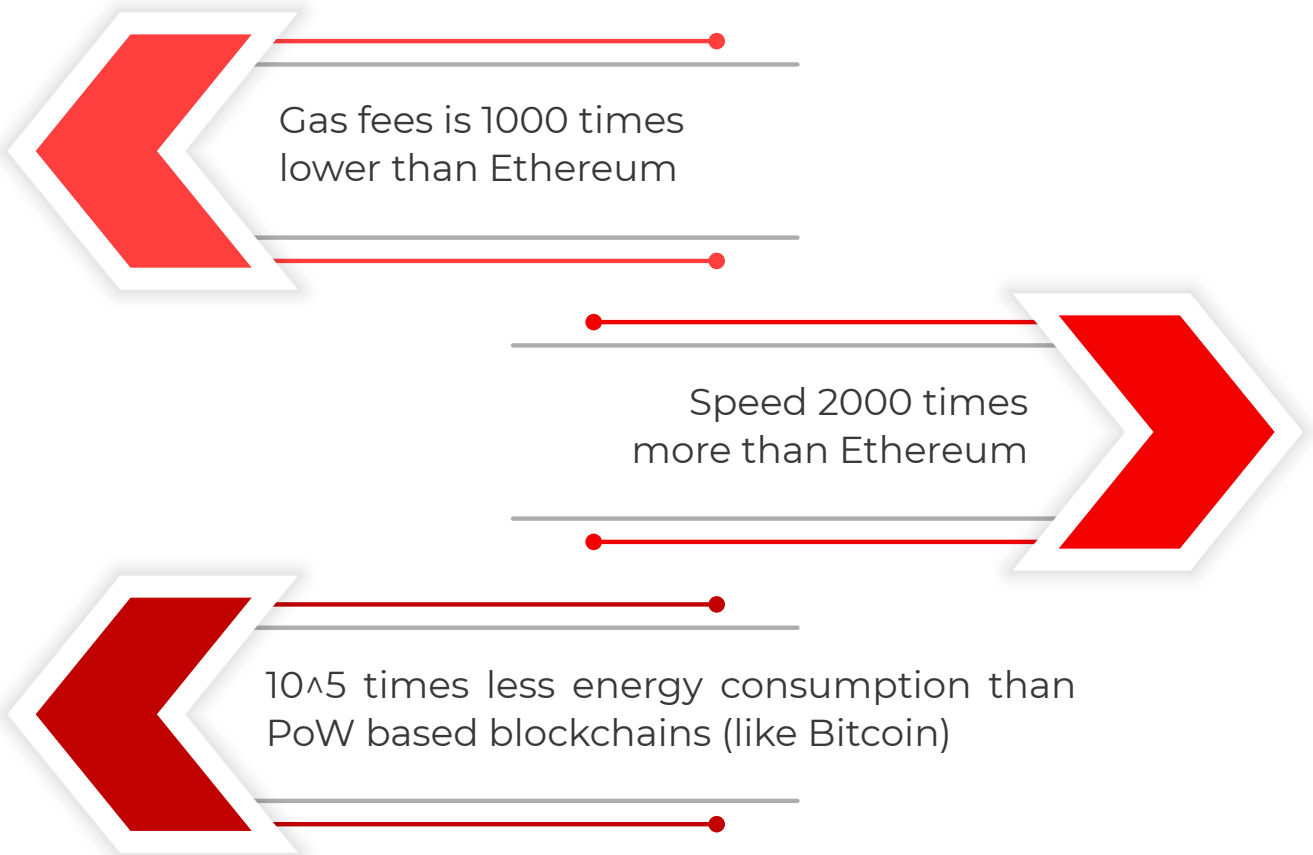 Gas fees is 1000 times
lower than Ethereum
Speed 2000 times
more than Ethereum
10^5 times less energy consumption than
PoW based blockchains (like Bitcoin)